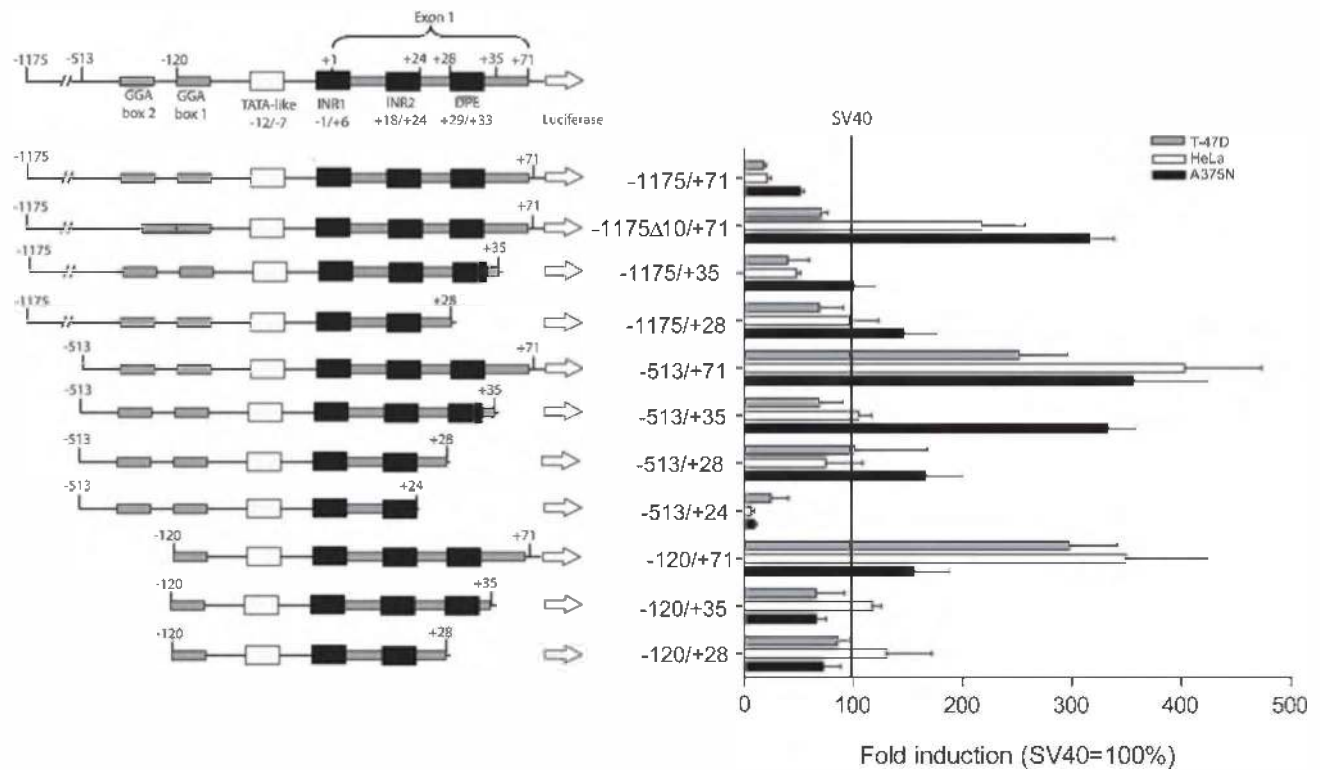 Exon 1
-1175 -513 -120 +1 +24 +28 +35 +71
GGA box 2
GGA box 1
TATA-like -12/-7
INR1 -1/+6
INR2 +18/+24
DPE +29/+33
Luciferase
SV40
T-47D
HeLa
A375N
-1175 +71
-1175/+71
-1175 +71
-1175Δ10/+71
-1175 +35
-1175/+35
-1175 +28
-1175/+28
-513 +71
-513/+71
-513 +35
-513/+35
-513 +28
-513/+28
-513 +24
-513/+24
-120 +71
-120/+71
-120 +35
-120/+35
-120 +28
-120/+28
0 100 200 300 400 500
Fold induction (SV40=100%)